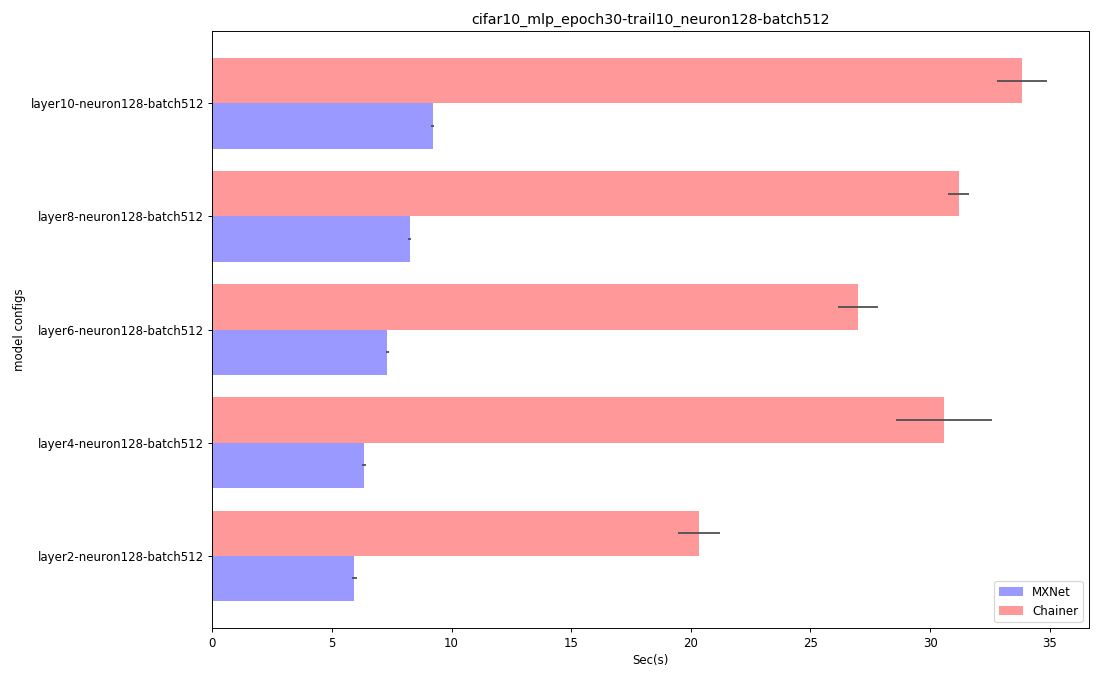 cifar10_mlp_epoch30-trail10_neuron128-batch512
model configs
layer10-neuron128-batch512
layer8-neuron128-batch512
layer6-neuron128-batch512
layer4-neuron128-batch512
layer2-neuron128-batch512
MXNet
Chainer
0 5 10 15 20 25 30 35
Sec(s)